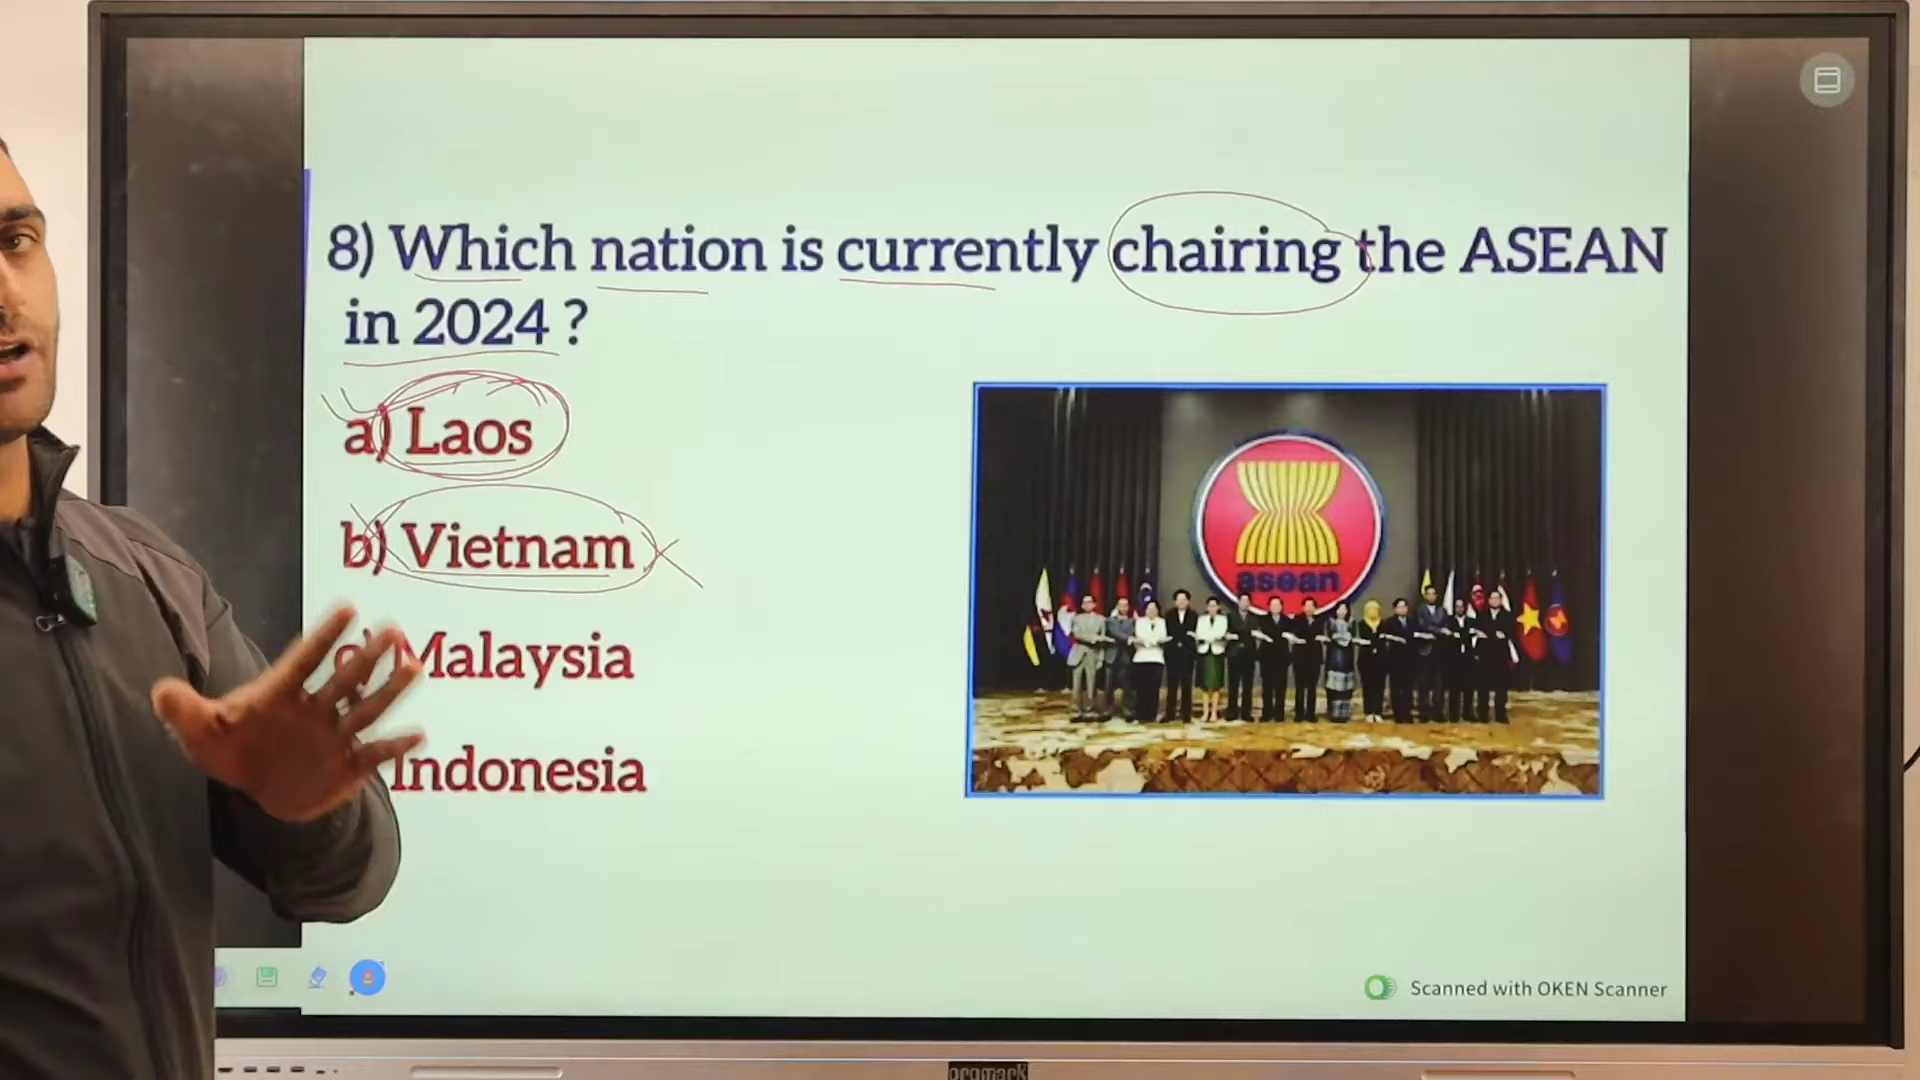 8) Which nation is currently chairing the ASEAN
in 2024 ?
a) Laos
b) Vietnam
Malaysia
Indonesia
asean
Scanned with OKEN Scanner
promark